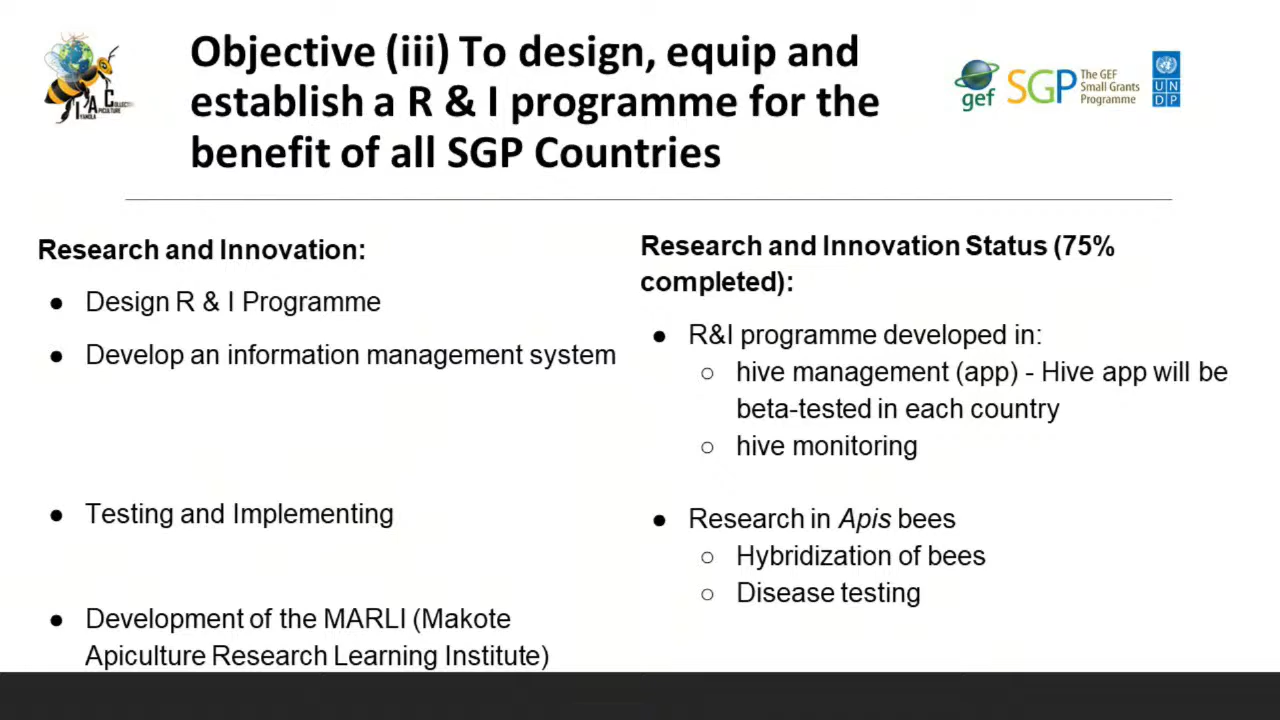 Objective (iii) To design, equip and
establish a R & I programme for the
benefit of all SGP Countries
IYANOLA
APICULTURE
COLLECTIVE
gef
SGP
The GEF
Small Grants
Programme
U N
D P
Research and Innovation:
● Design R & I Programme
● Develop an information management system
● Testing and Implementing
● Development of the MARLI (Makote
Apiculture Research Learning Institute)
Research and Innovation Status (75%
completed):
● R&I programme developed in:
○ hive management (app) - Hive app will be
beta-tested in each country
○ hive monitoring
● Research in Apis bees
○ Hybridization of bees
○ Disease testing